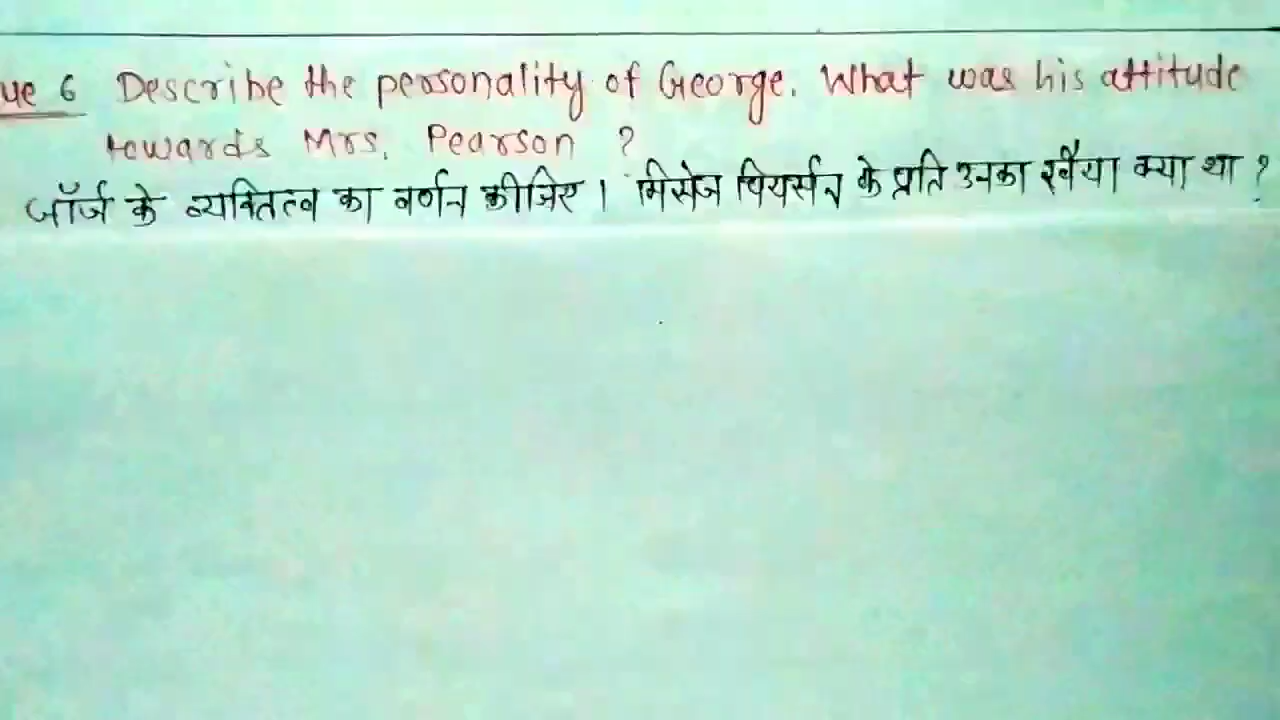 ue 6 Describe the personality of George. What was his attitude
towards Mrs. Pearson ?
जॉर्ज के व्यक्तित्व का वर्णन कीजिए । मिसेज पियर्सन के प्रति उनका रवैया क्या था ?